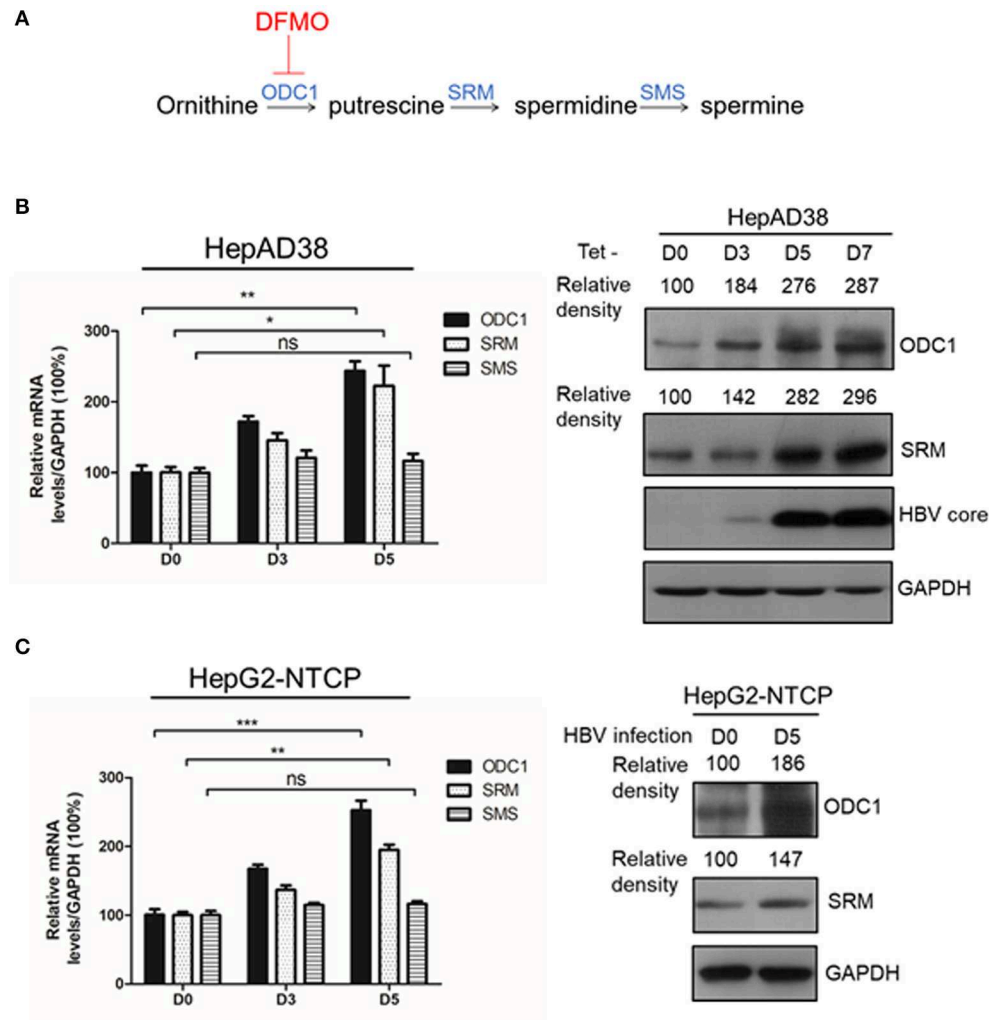 A
DFMO
ODC1 SRM SMS
Ornithine putrescine spermidine spermine
B
HepAD38
**
*
ns
Relative mRNA
levels/GAPDH (100%)
300
200
100
0
D0 D3 D5
ODC1
SRM
SMS
HepAD38
Tet - D0 D3 D5 D7
Relative
density
100 184 276 287
ODC1
Relative
density
100 142 282 296
SRM
HBV core
GAPDH
C
HepG2-NTCP
***
**
ns
Relative mRNA
levels/GAPDH (100%)
300
200
100
0
D0 D3 D5
ODC1
SRM
SMS
HepG2-NTCP
HBV infection D0 D5
Relative
density
100 186
ODC1
Relative
density
100 147
SRM
GAPDH